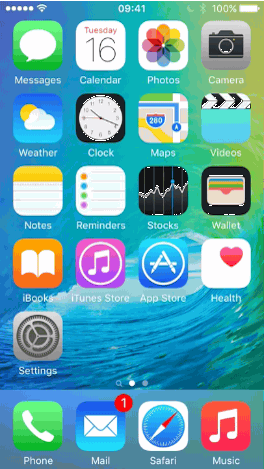 09:41 100%
Tuesday
16
Messages Calendar Photos Camera
280
Weather Clock Maps Videos
Notes Reminders Stocks Wallet
iBooks iTunes Store App Store Health
Settings
1
Phone Mail Safari Music